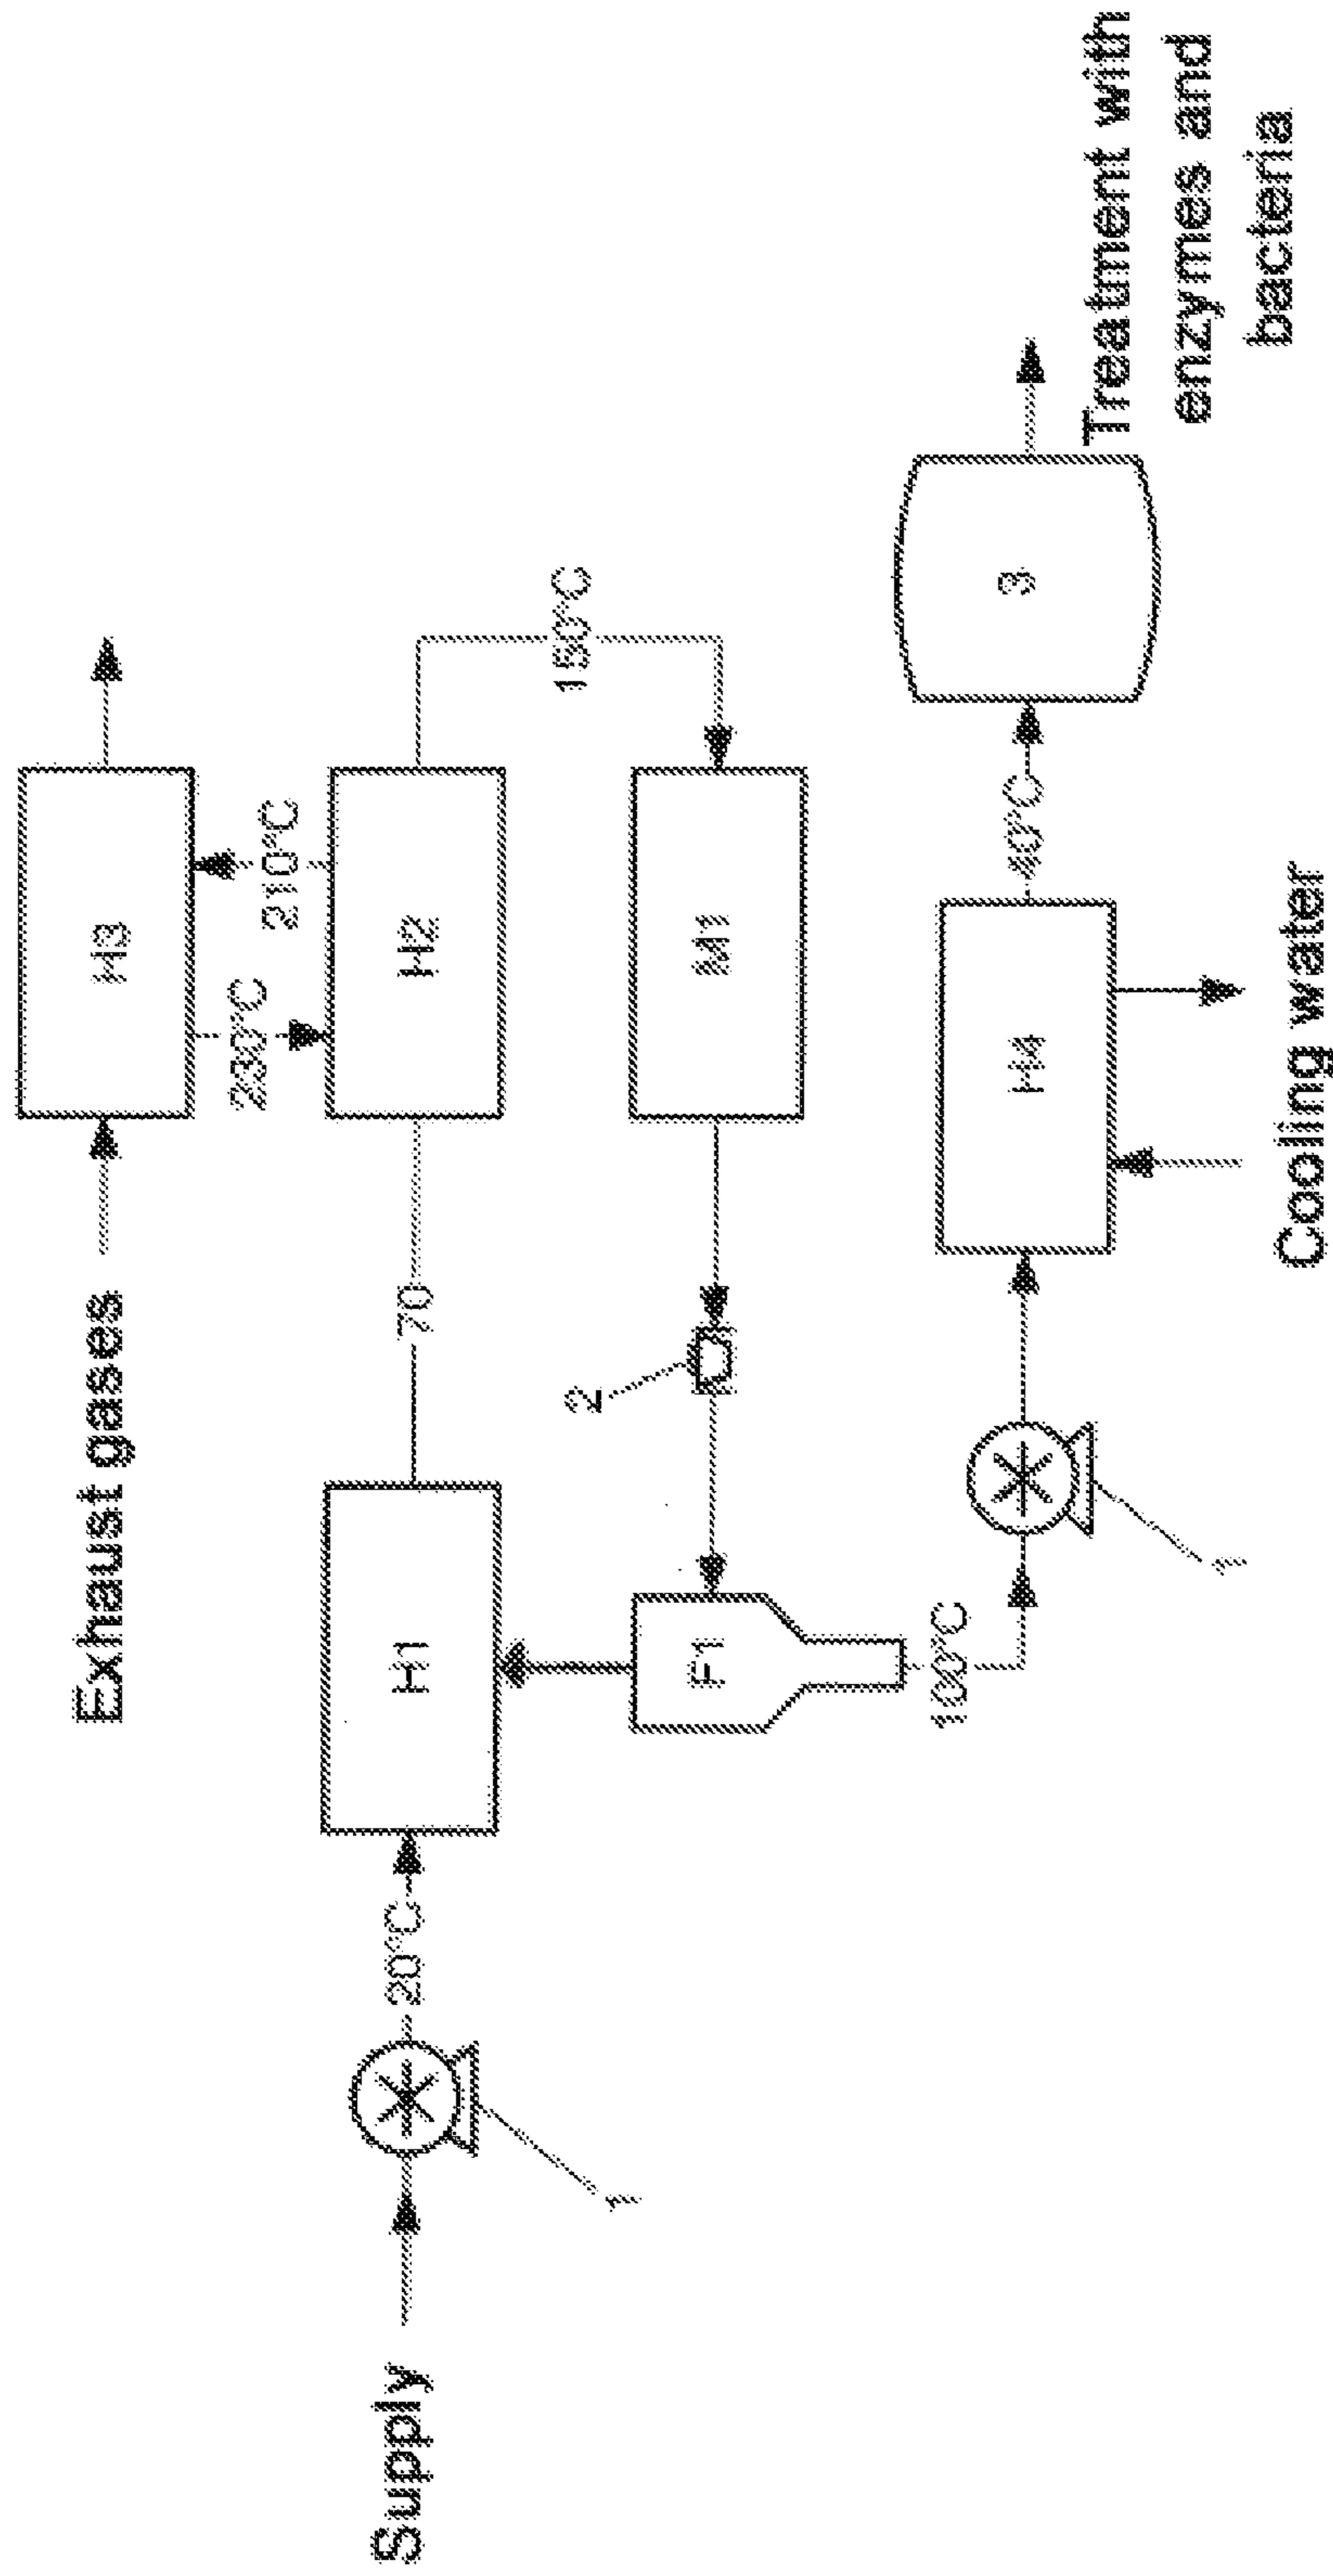 Exhaust gases
H3
230°C
210°C
Supply
20°C
H1
70
H2
150°C
F1
2
M1
100°C
H4
40°C
3
1
1
Cooling water
Treatment with
enzymes and
bacteria